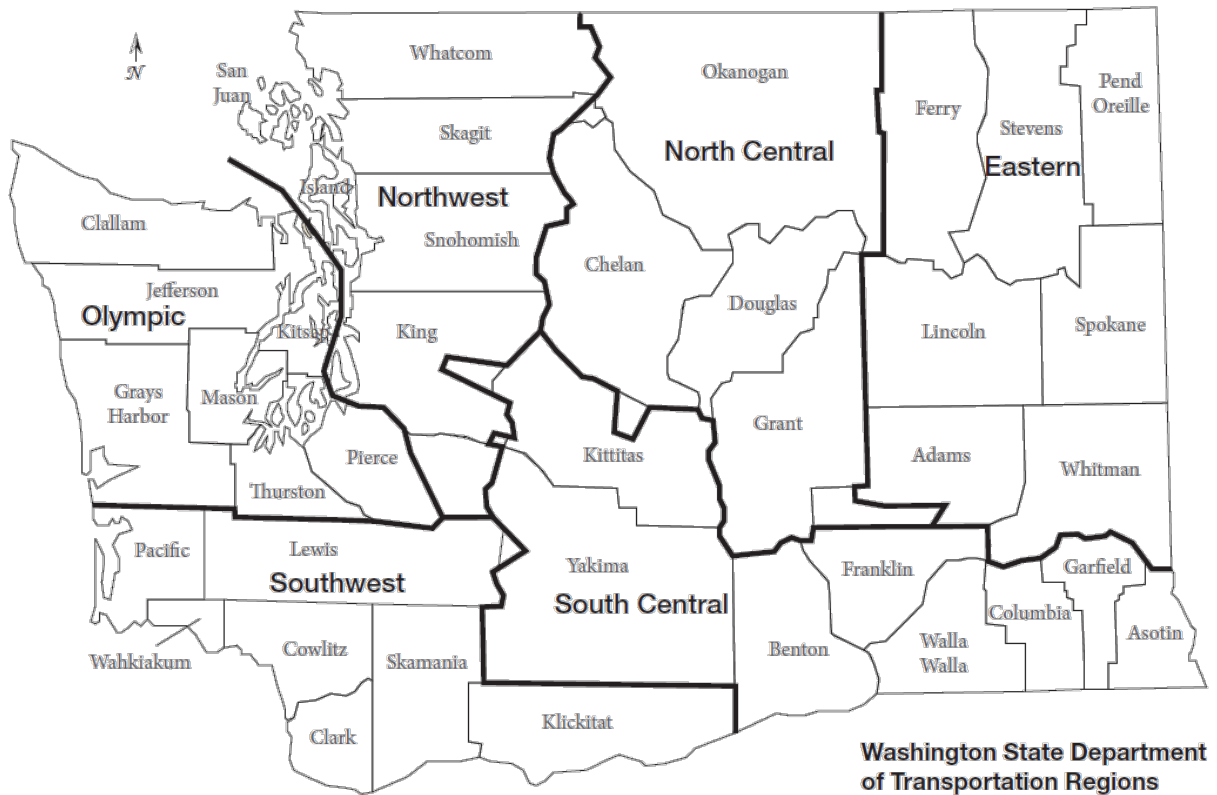 N
Whatcom
Okanogan
San
Juan
Pend
Oreille
Ferry
Stevens
Skagit
North Central
Eastern
Island
Northwest
Clallam
Snohomish
Chelan
Jefferson
Douglas
Olympic
Kitsap
King
Lincoln
Spokane
Grays
Harbor
Mason
Grant
Pierce
Kittitas
Adams
Whitman
Thurston
Pacific
Lewis
Yakima
Franklin
Garfield
Southwest
South Central
Columbia
Wahkiakum
Cowlitz
Skamania
Benton
Walla
Walla
Asotin
Klickitat
Clark
Washington State Department
of Transportation Regions